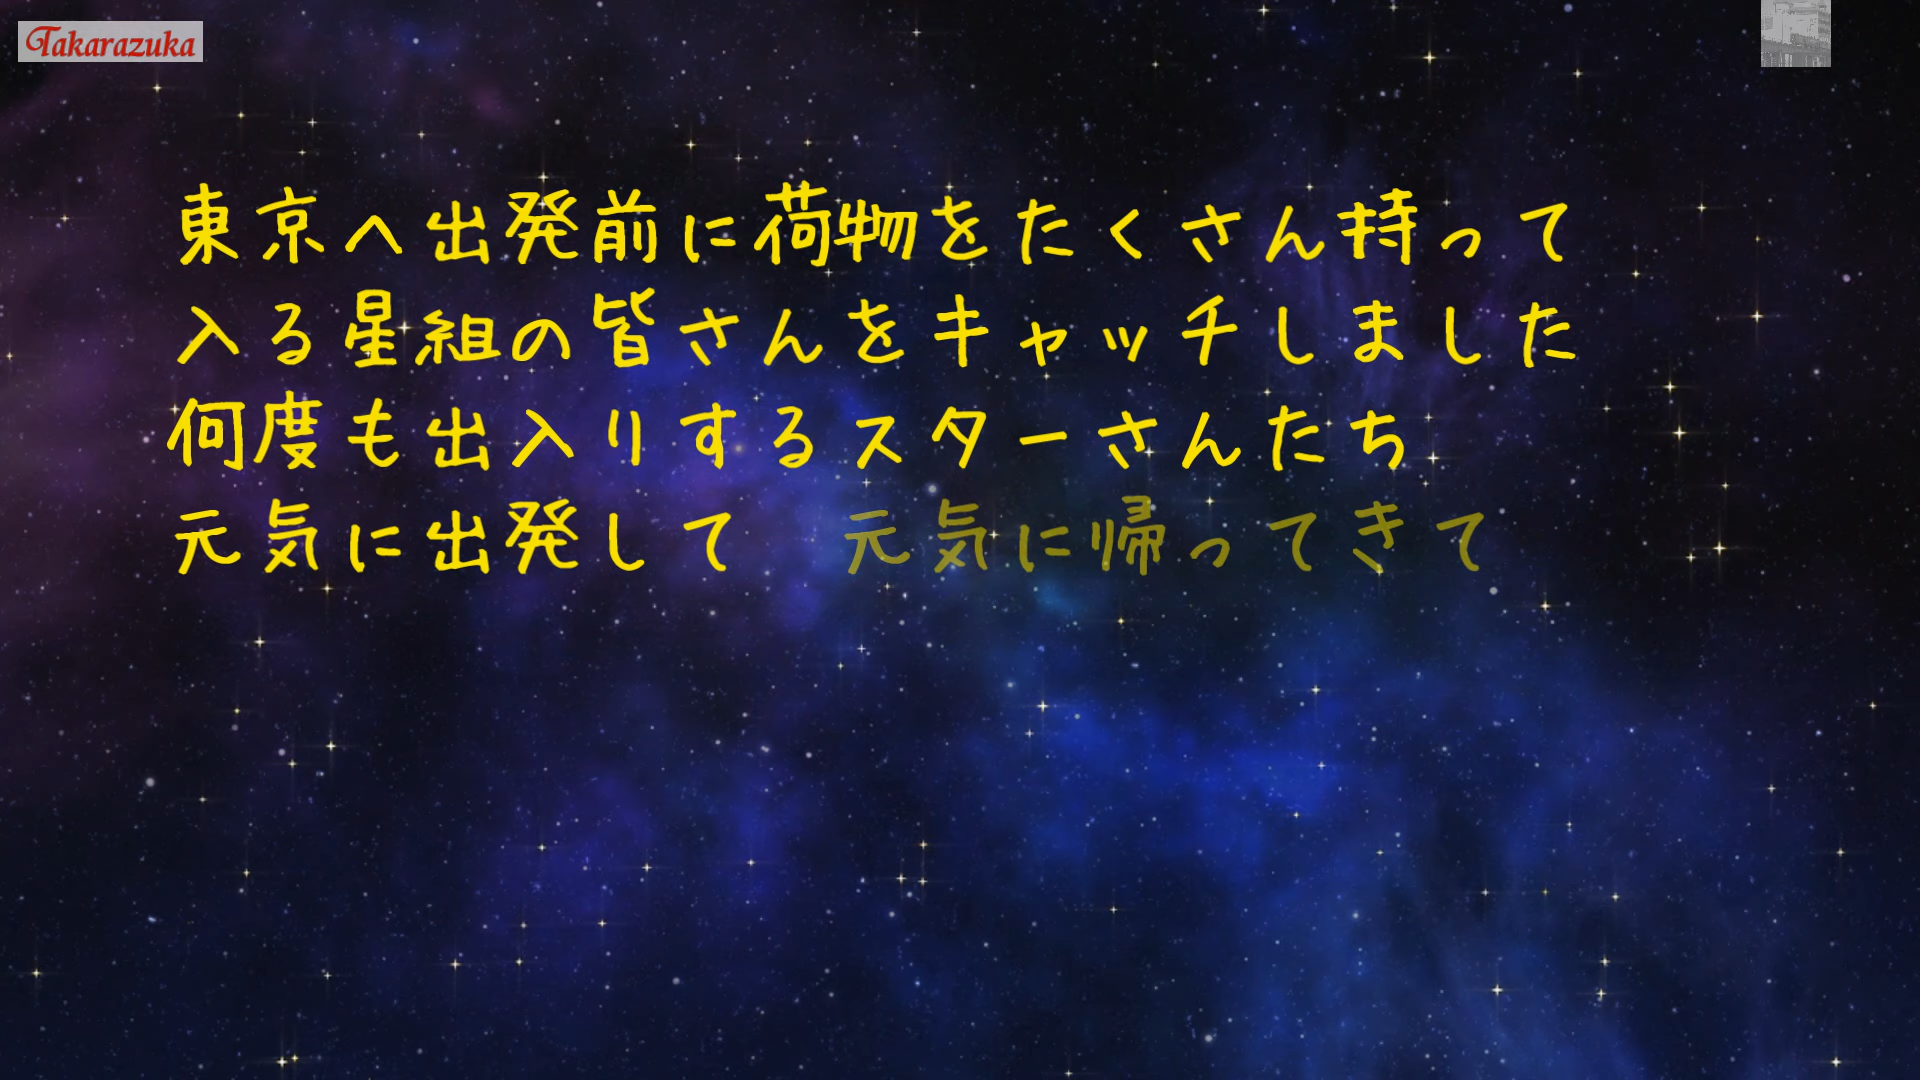 Takarazuka
東京へ出発前に荷物をたくさん持って
入る星組の皆さんをキャッチしました
何度も出入りするスターさんたち
元気に出発して　元気に帰ってきて